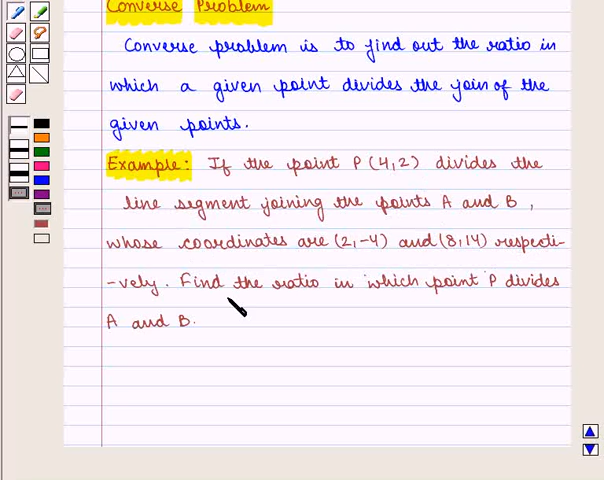 Converse Problem
Converse problem is to find out the ratio in
which a given point divides the join of the
given points.
Example: If the point P (4,2) divides the
line segment joining the points A and B,
whose coordinates are (2,-4) and (8,14) respecti-
-vely. Find the ratio in which point P divides
A and B.